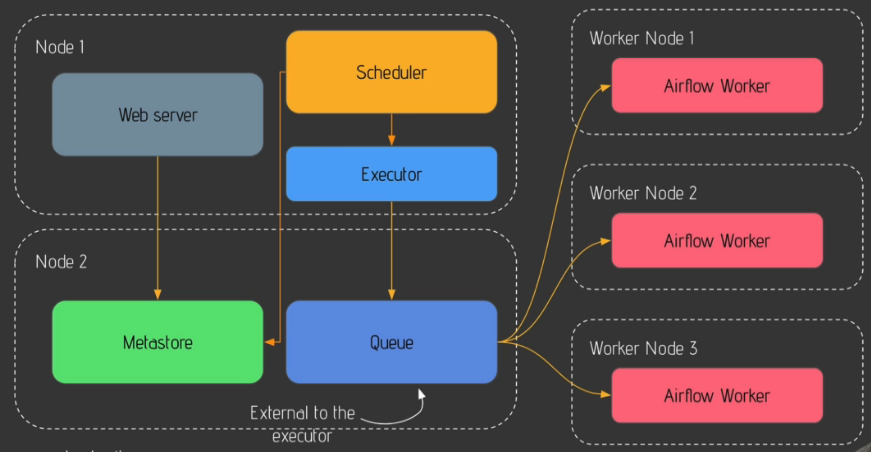 Node 1
Web server
Scheduler
Executor
Node 2
Metastore
Queue
External to the
executor
Worker Node 1
Airflow Worker
Worker Node 2
Airflow Worker
Worker Node 3
Airflow Worker